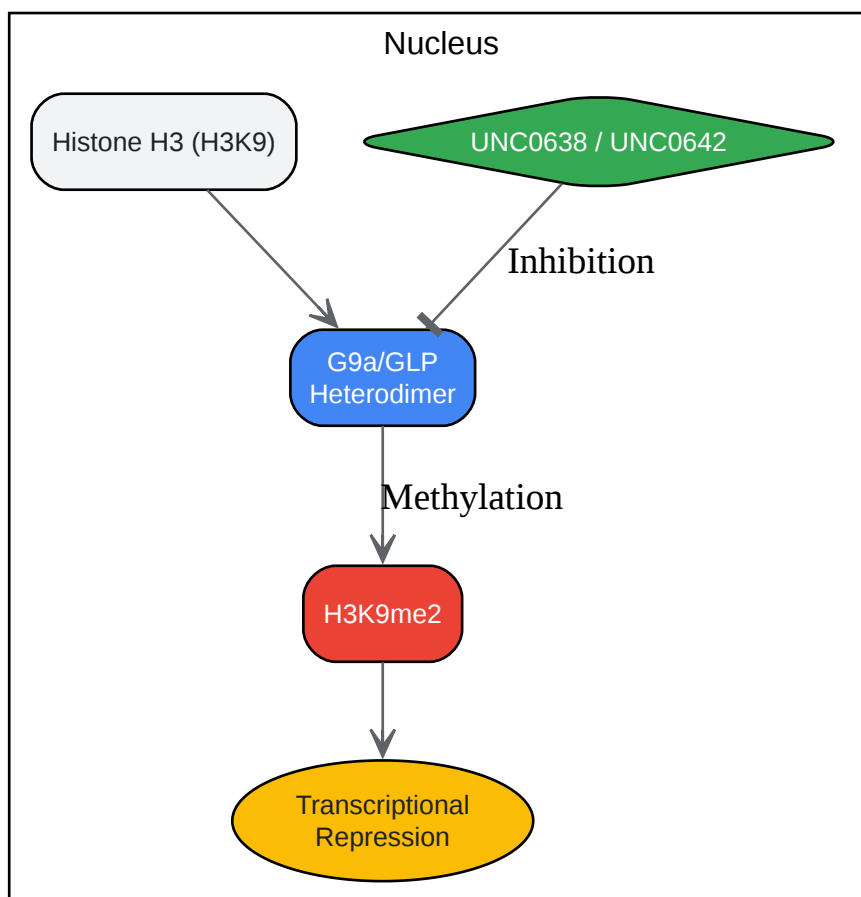 Nucleus
Histone H3 (H3K9)
UNC0638 / UNC0642
Inhibition
G9a/GLP
Heterodimer
Methylation
H3K9me2
Transcriptional
Repression